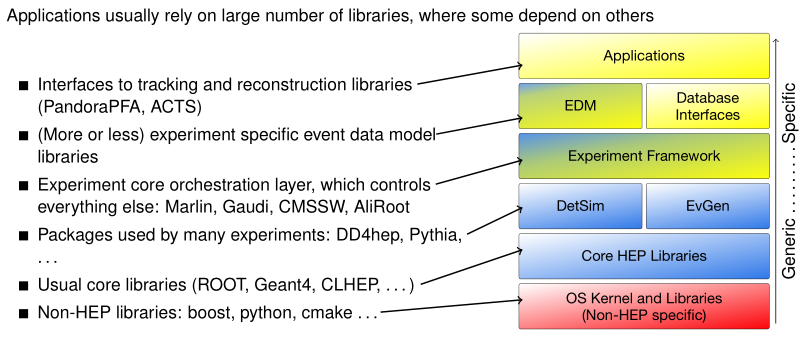 Applications usually rely on large number of libraries, where some depend on others
■ Interfaces to tracking and reconstruction libraries
(PandoraPFA, ACTS)
■ (More or less) experiment specific event data model
libraries
■ Experiment core orchestration layer, which controls
everything else: Marlin, Gaudi, CMSSW, AliRoot
■ Packages used by many experiments: DD4hep, Pythia,
...
■ Usual core libraries (ROOT, Geant4, CLHEP, ...)
■ Non-HEP libraries: boost, python, cmake ...
Applications
EDM
Database
Interfaces
Experiment Framework
DetSim
EvGen
Core HEP Libraries
OS Kernel and Libraries
(Non-HEP specific)
Generic ......... Specific